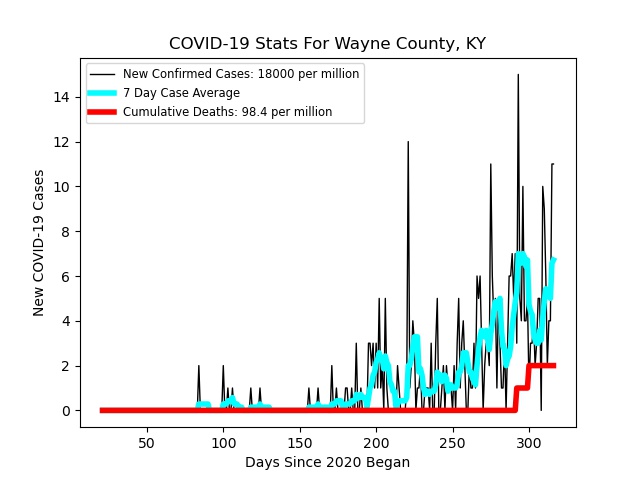 COVID-19 Stats For Wayne County, KY
New Confirmed Cases: 18000 per million
7 Day Case Average
Cumulative Deaths: 98.4 per million
New COVID-19 Cases
14
12
10
8
6
4
2
0
50 100 150 200 250 300
Days Since 2020 Began